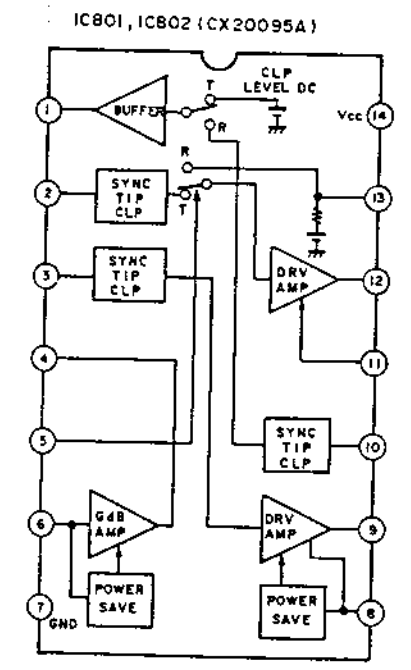 IC801, IC802 (CX20095A)
T
CLP
LEVEL DC
1
BUFFER
R
Vcc
14
R
2
SYNC
TIP
CLP
T
13
3
SYNC
TIP
CLP
DRV
AMP
12
4
11
5
SYNC
TIP
CLP
10
6
GdB
AMP
DRV
AMP
9
POWER
SAVE
POWER
SAVE
7
GND
8